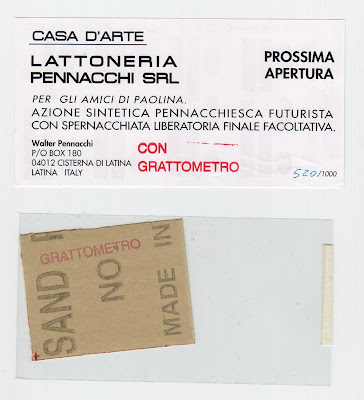 CASA D'ARTE
LATTONERIA
PENNACCHI SRL
PROSSIMA
APERTURA
PER GLI AMICI DI PAOLINA.
AZIONE SINTETICA PENNACCHIESCA FUTURISTA
CON SPERNACCHIATA LIBERATORIA FINALE FACOLTATIVA.
Walter Pennacchi
P/O BOX 180
04012 CISTERNA DI LATINA
LATINA ITALY
CON
GRATTOMETRO
/1000
GRATTOMETRO
SAND
NO
MADE IN